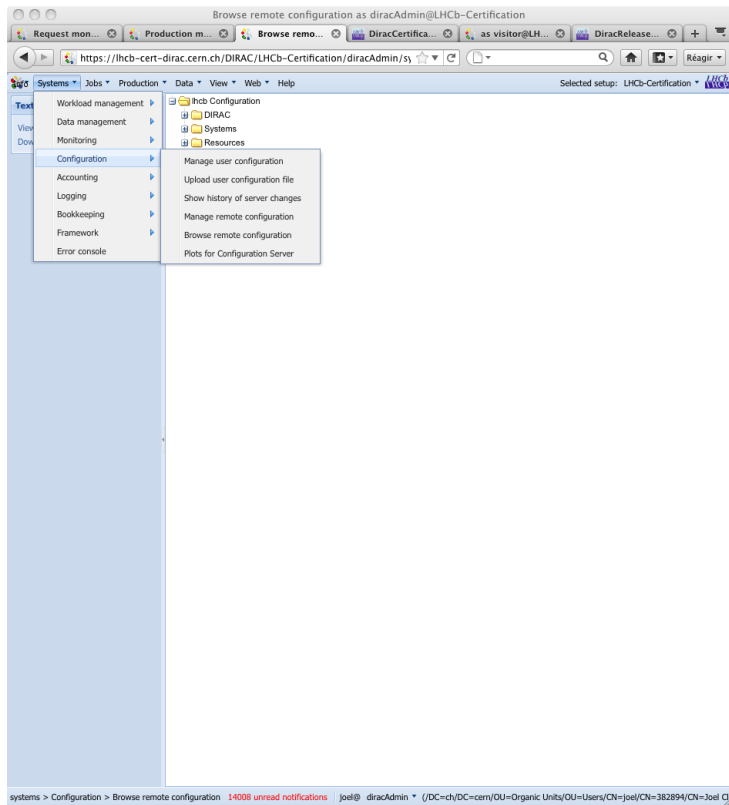 Browse remote configuration as diracAdmin@LHCb-Certification
Request mon... Production m... Browse remo... DiracCertifica... as visitor@LH... DiracRelease...
https://lhcb-cert-dirac.cern.ch/DIRAC/LHCb-Certification/diracAdmin/sy Réagir
Systems Jobs Production Data View Web Help Selected setup: LHCb-Certification LHCb
Text
View
Dow
Workload management
Data management
Monitoring
Configuration
Accounting
Logging
Bookkeeping
Framework
Error console
lhcb Configuration
DIRAC
Systems
Resources
Manage user configuration
Upload user configuration file
Show history of server changes
Manage remote configuration
Browse remote configuration
Plots for Configuration Server
systems > Configuration > Browse remote configuration 14008 unread notifications joel@ diracAdmin (/DC=ch/DC=cern/OU=Organic Units/OU=Users/CN=joel/CN=382894/CN=Joel Cl